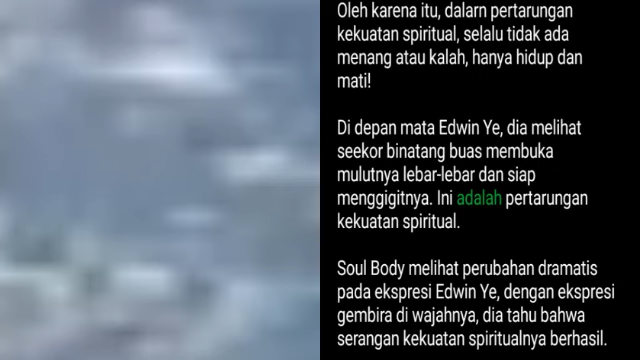 Oleh karena itu, dalarn pertarungan
kekuatan spiritual, selalu tidak ada
menang atau kalah, hanya hidup dan
mati!
Di depan mata Edwin Ye, dia melihat
seekor binatang buas membuka
mulutnya lebar-lebar dan siap
menggigitnya. Ini adalah pertarungan
kekuatan spiritual.
Soul Body melihat perubahan dramatis
pada ekspresi Edwin Ye, dengan ekspresi
gembira di wajahnya, dia tahu bahwa
serangan kekuatan spiritualnya berhasil.